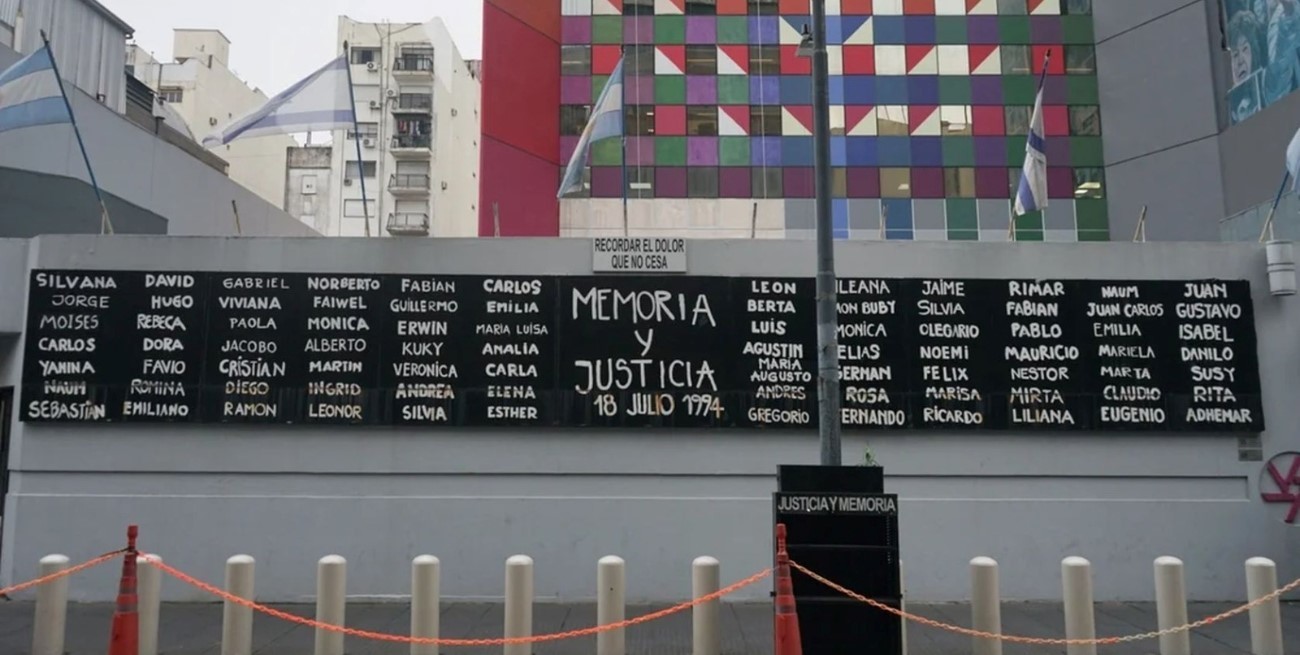 RECORDAR EL DOLOR
QUE NO CESA
SILVANA
JORGE
MOISES
CARLOS
YANINA
NAUM
SEBASTIÁN
DAVID
HUGO
REBECA
DORA
FAVIO
ROMINA
EMILIANO
GABRIEL
VIVIANA
PAOLA
JACOBO
CRISTIAN
DIEGO
RAMON
NORBERTO
FAIWEL
MONICA
ALBERTO
MARTIN
INGRID
LEONOR
FABIAN
GUILLERMO
ERWIN
KUKY
VERONICA
ANDREA
SILVIA
CARLOS
EMILIA
MARIA LUISA
ANALIA
CARLA
ELENA
ESTHER
MEMORIA
Y
JUSTICIA
18 JULIO 1994
LEON
BERTA
LUIS
AGUSTIN
MARIA
AUGUSTO
ANDRES
GREGORIO
ILEANA
BUBY
MONICA
ELIAS
GERMAN
ROSA
FERNANDO
JAIME
SILVIA
OLEGARIO
NOEMI
FELIX
MARISA
RICARDO
RIMAR
FABIAN
PABLO
MAURICIO
NESTOR
MIRTA
LILIANA
NAUM
JUAN CARLOS
EMILIA
MARIELA
MARTA
CLAUDIO
EUGENIO
JUAN
GUSTAVO
ISABEL
DANILO
SUSY
RITA
ADHEMAR
JUSTICIA Y MEMORIA